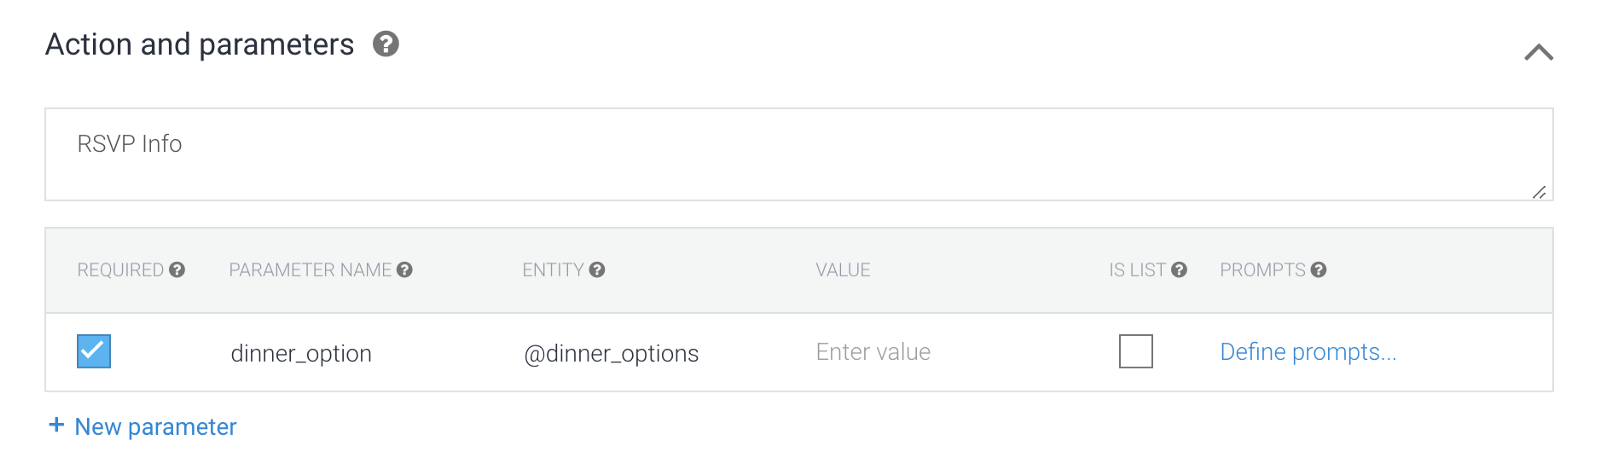 Action and parameters ?
RSVP Info
REQUIRED ? PARAMETER NAME ? ENTITY ? VALUE IS LIST ? PROMPTS ?
dinner_option @dinner_options Enter value Define prompts...
+ New parameter